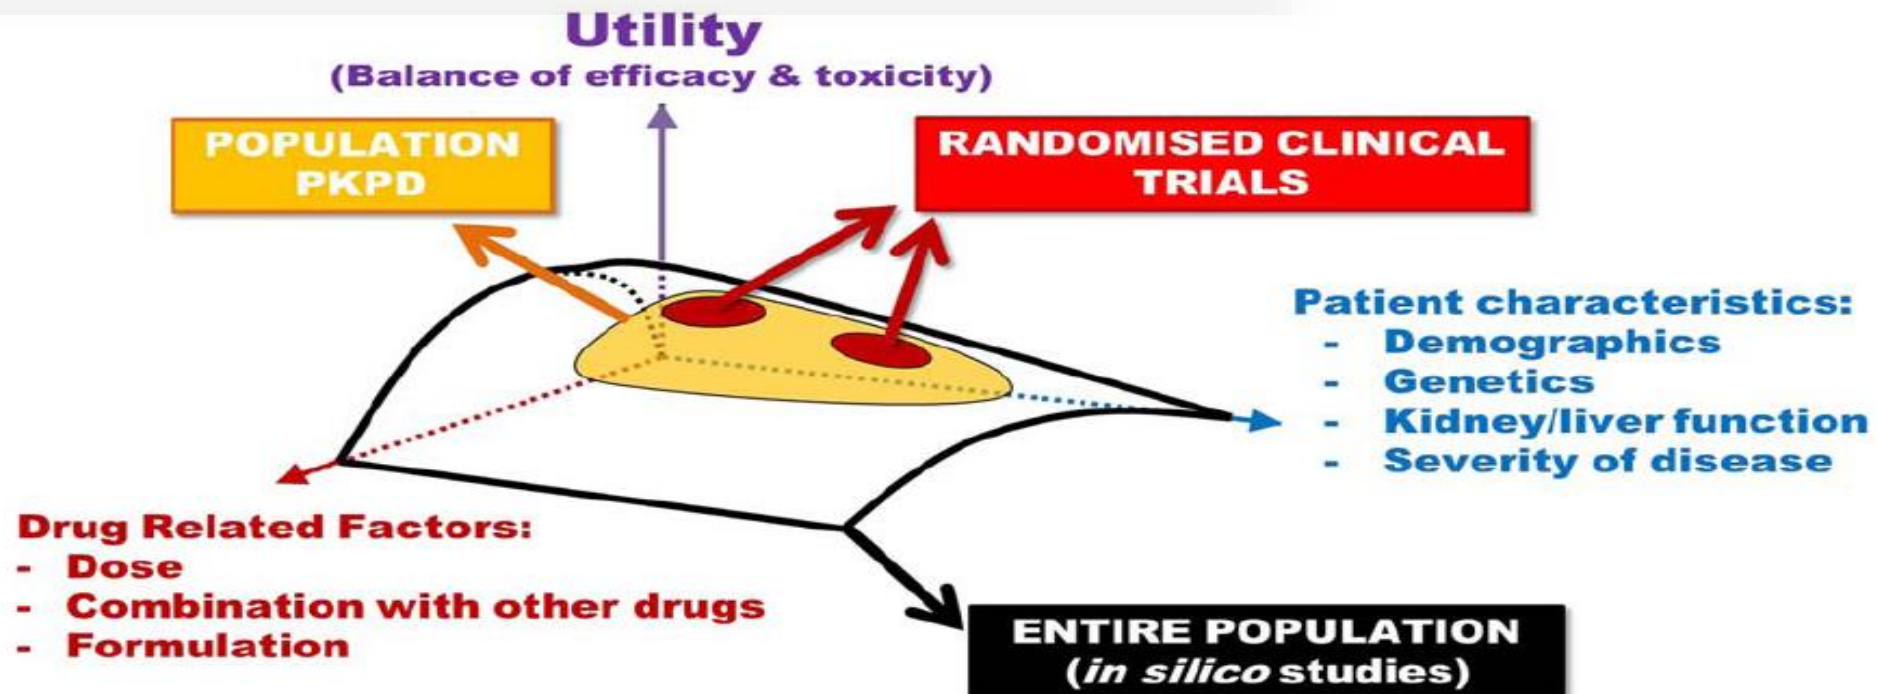 Utility
(Balance of efficacy & toxicity)
POPULATION
PKPD
RANDOMISED CLINICAL
TRIALS
Patient characteristics:
- Demographics
- Genetics
- Kidney/liver function
- Severity of disease
Drug Related Factors:
- Dose
- Combination with other drugs
- Formulation
ENTIRE POPULATION
(in silico studies)